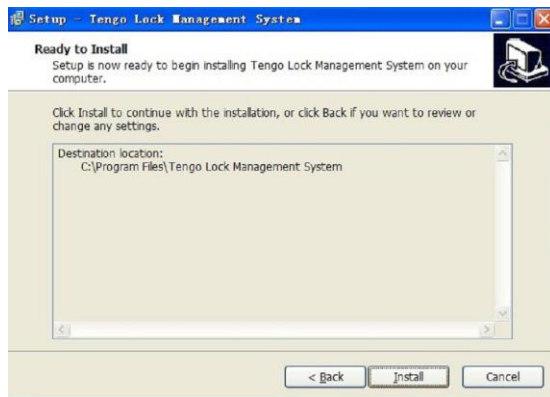 Setup - Tengo Lock Management System
Ready to Install
Setup is now ready to begin installing Tengo Lock Management System on your
computer.
Click Install to continue with the installation, or click Back if you want to review or
change any settings.
Destination location:
C:\Program Files\Tengo Lock Management System
< Back
Install
Cancel